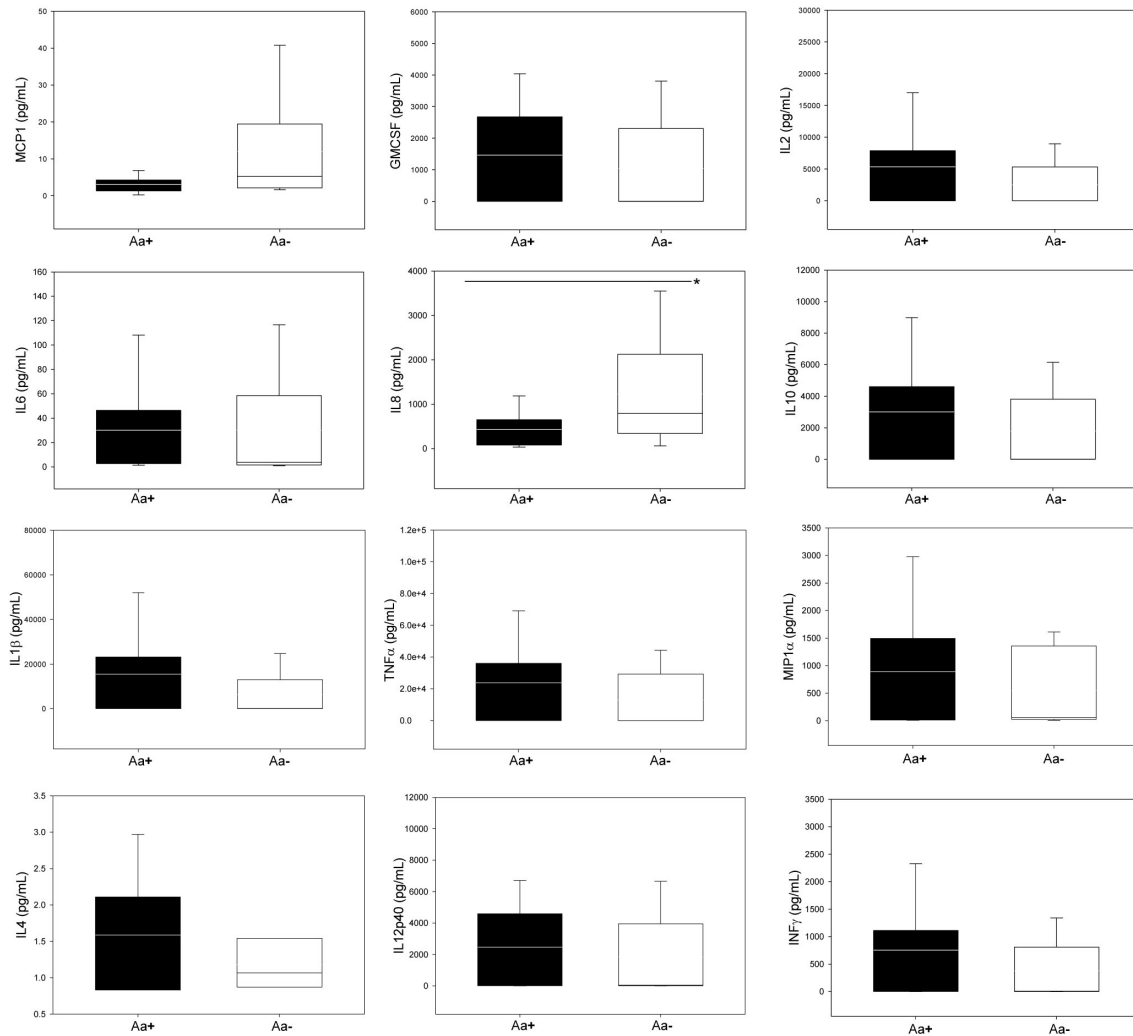 MCP1 (pg/mL)
50
40
30
20
10
0
Aa+
Aa-
GMCSF (pg/mL)
6000
5000
4000
3000
2000
1000
0
Aa+
Aa-
IL2 (pg/mL)
30000
25000
20000
15000
10000
5000
0
Aa+
Aa-
IL6 (pg/mL)
160
140
120
100
80
60
40
20
0
Aa+
Aa-
IL8 (pg/mL)
4000
3000
2000
1000
0
*
Aa+
Aa-
IL10 (pg/mL)
12000
10000
8000
6000
4000
2000
0
Aa+
Aa-
IL1β (pg/mL)
80000
60000
40000
20000
0
Aa+
Aa-
TNFα (pg/mL)
1.2e+5
1.0e+5
8.0e+4
6.0e+4
4.0e+4
2.0e+4
0.0
Aa+
Aa-
MIP1α (pg/mL)
3500
3000
2500
2000
1500
1000
500
0
Aa+
Aa-
IL4 (pg/mL)
3.5
3.0
2.5
2.0
1.5
1.0
0.5
Aa+
Aa-
IL12p40 (pg/mL)
12000
10000
8000
6000
4000
2000
0
Aa+
Aa-
INFγ (pg/mL)
3500
3000
2500
2000
1500
1000
500
0
Aa+
Aa-